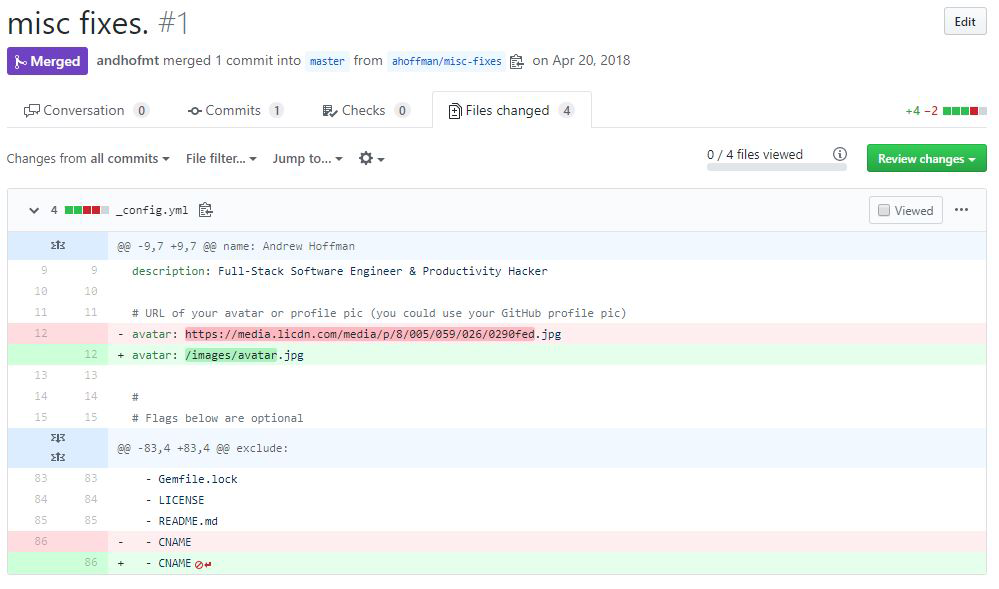 misc fixes. #1
Edit
Merged andhofmt merged 1 commit into master from ahoffman/misc-fixes on Apr 20, 2018
Conversation 0 Commits 1 Checks 0 Files changed 4 +4 −2
Changes from all commits File filter... Jump to... 0 / 4 files viewed Review changes
4 _config.yml Viewed
@@ -9,7 +9,7 @@ name: Andrew Hoffman
9 9 description: Full-Stack Software Engineer & Productivity Hacker
10 10
11 11 # URL of your avatar or profile pic (you could use your GitHub profile pic)
12 - avatar: https://media.licdn.com/media/p/8/005/059/026/0290fed.jpg
12 + avatar: /images/avatar.jpg
13 13
14 14 #
15 15 # Flags below are optional
@@ -83,4 +83,4 @@ exclude:
83 83 - Gemfile.lock
84 84 - LICENSE
85 85 - README.md
86 - - CNAME
86 + - CNAME